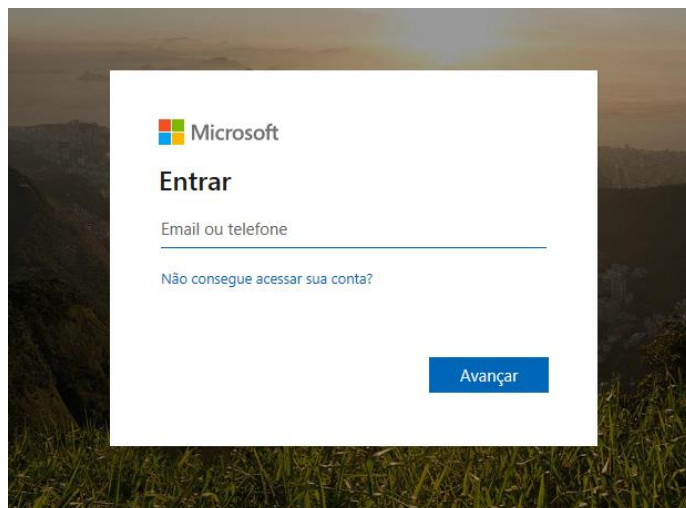 Microsoft
Entrar
Email ou telefone
Não consegue acessar sua conta?
Avançar